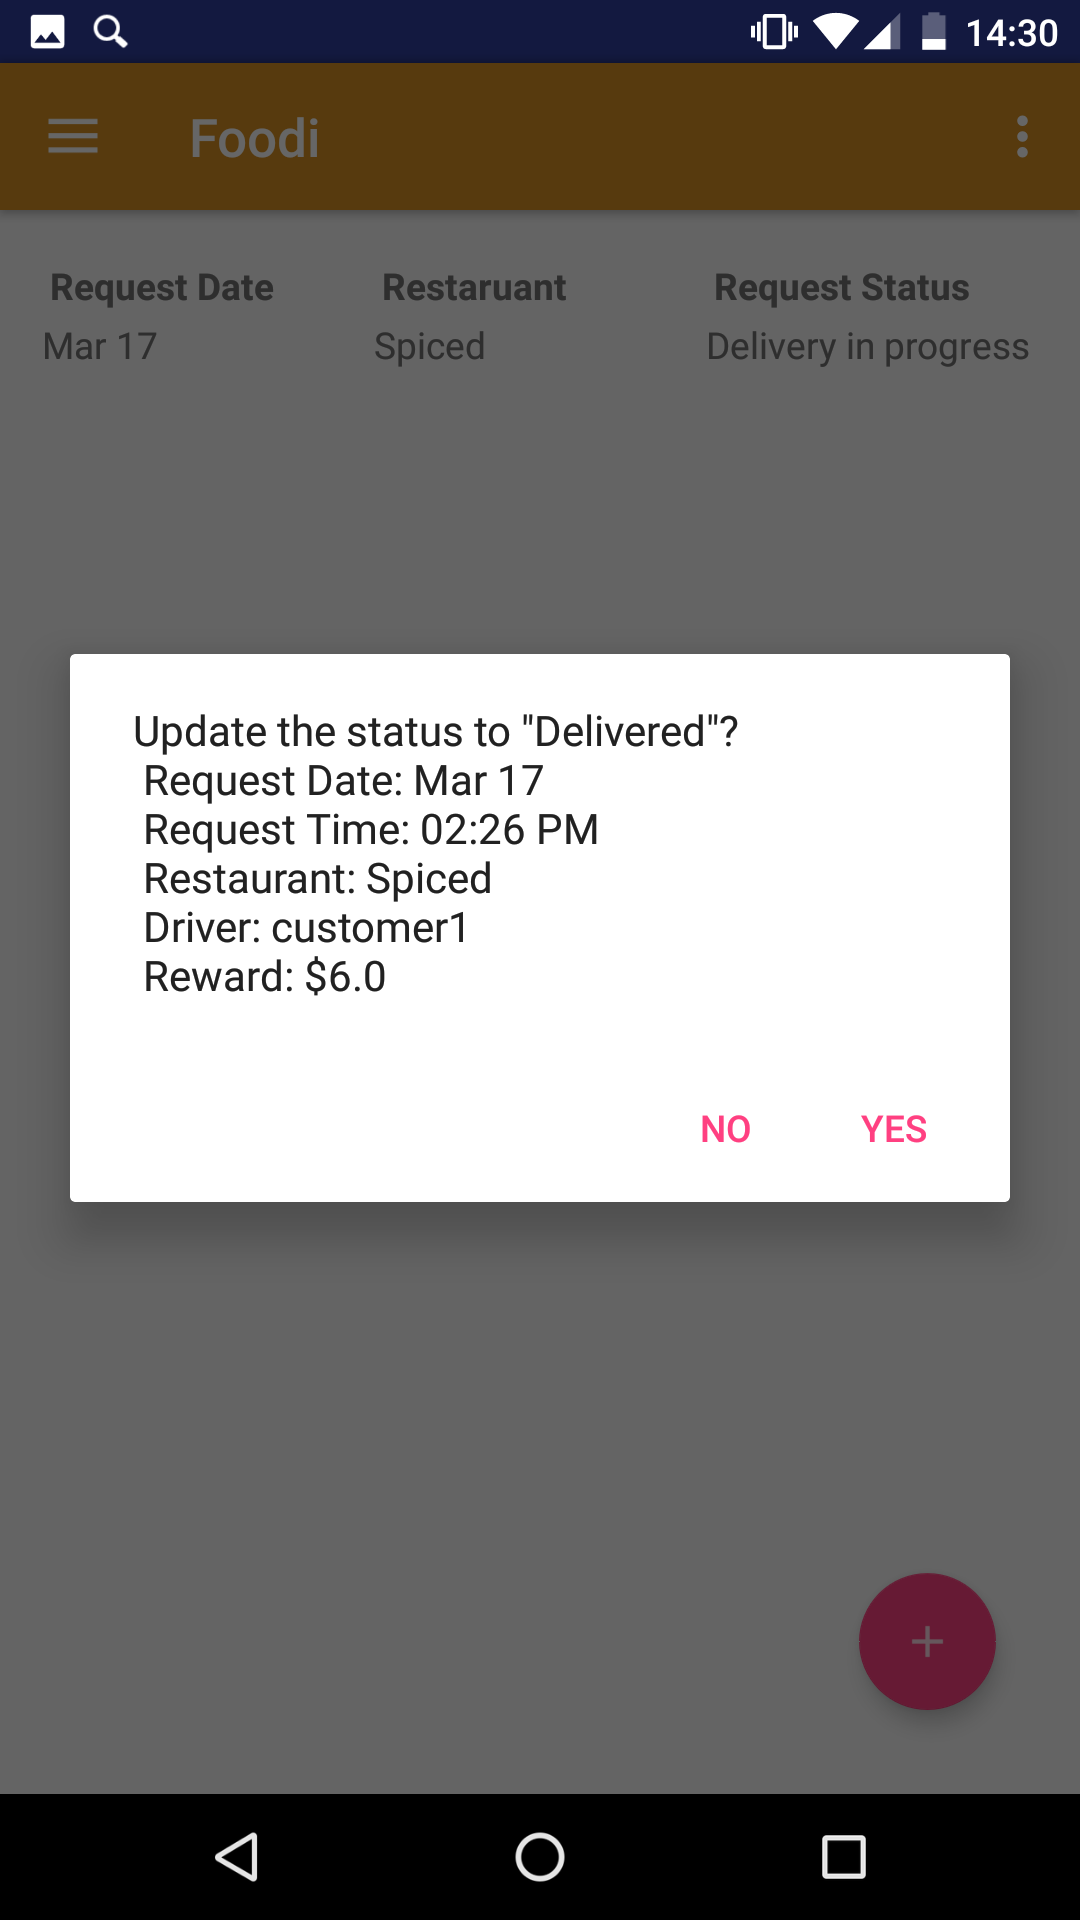 14:30
Foodi
Request Date Restaruant Request Status
Mar 17 Spiced Delivery in progress
Update the status to "Delivered"?
Request Date: Mar 17
Request Time: 02:26 PM
Restaurant: Spiced
Driver: customer1
Reward: $6.0
NO YES